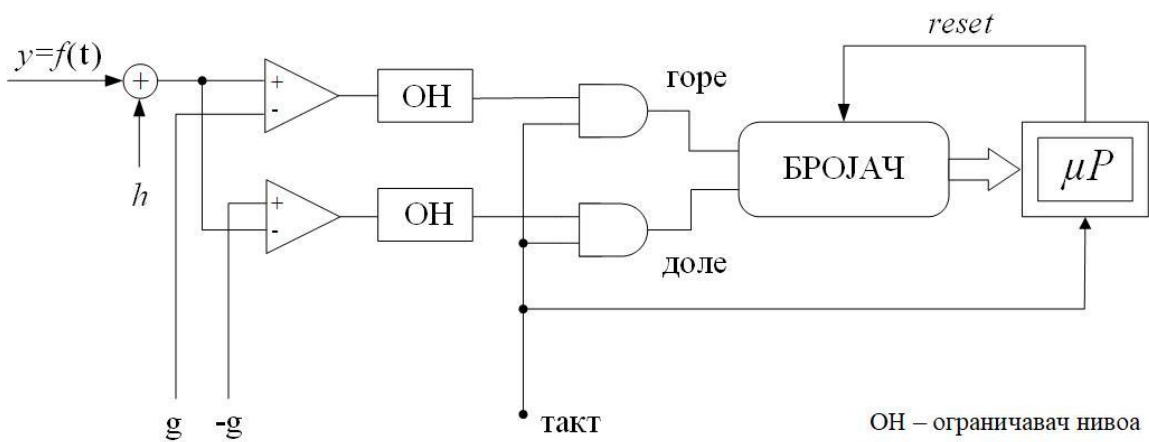 reset
y=f(t)
горе
+
+
-
ОН
h
БРОЈАЧ
μP
+
-
ОН
доле
g
-g
такт
ОН – ограничавач нивоа